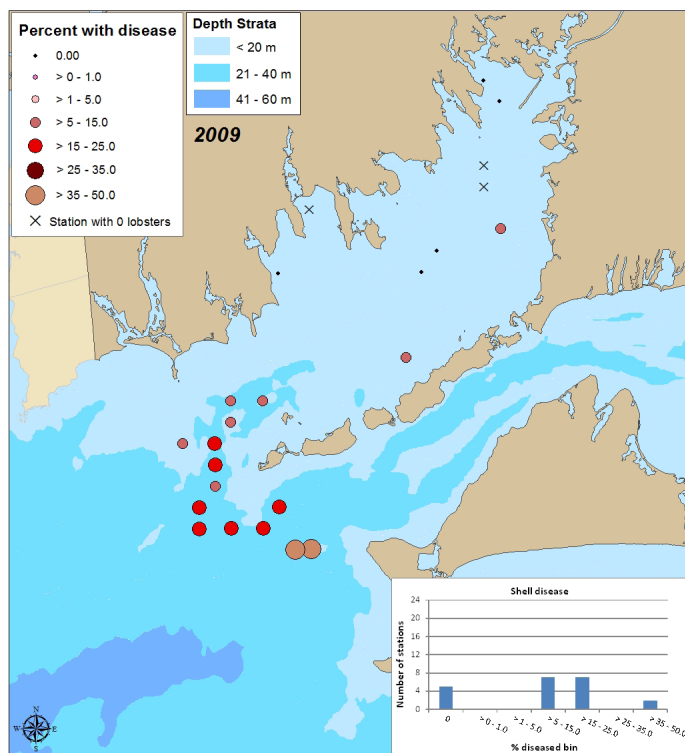 Percent with disease
0.00
> 0 - 1.0
> 1 - 5.0
> 5 - 15.0
> 15 - 25.0
> 25 - 35.0
> 35 - 50.0
Station with 0 lobsters
Depth Strata
< 20 m
21 - 40 m
41 - 60 m
2009
N
W E
S
Shell disease
Number of stations
24
20
16
12
8
4
0
0
> 0 - 1.0
> 1 - 5.0
> 5 - 15.0
> 15 - 25.0
> 25 - 35.0
> 35 - 50.0
% diseased bin